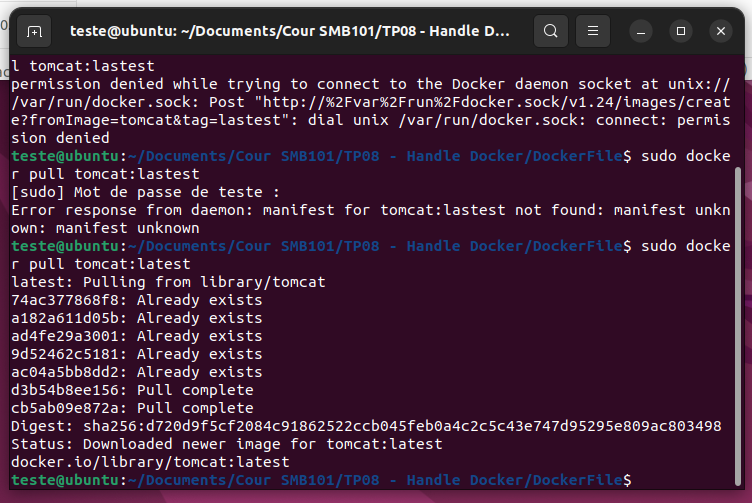 teste@ubuntu: ~/Documents/Cour SMB101/TP08 - Handle D...
l tomcat:lastest
permission denied while trying to connect to the Docker daemon socket at unix://
/var/run/docker.sock: Post "http://%2Fvar%2Frun%2Fdocker.sock/v1.24/images/creat
e?fromImage=tomcat&tag=lastest": dial unix /var/run/docker.sock: connect: permis
sion denied
teste@ubuntu:~/Documents/Cour SMB101/TP08 - Handle Docker/DockerFile$ sudo docke
r pull tomcat:lastest
[sudo] Mot de passe de teste :
Error response from daemon: manifest for tomcat:lastest not found: manifest unkn
own: manifest unknown
teste@ubuntu:~/Documents/Cour SMB101/TP08 - Handle Docker/DockerFile$ sudo docke
r pull tomcat:latest
latest: Pulling from library/tomcat
74ac377868f8: Already exists
a182a611d05b: Already exists
ad4fe29a3001: Already exists
9d52462c5181: Already exists
ac04a5bb8dd2: Already exists
d3b54b8ee156: Pull complete
cb5ab09e872a: Pull complete
Digest: sha256:d720d9f5cf2084c91862522ccb045feb0a4c2c5c43e747d95295e809ac803498
Status: Downloaded newer image for tomcat:latest
docker.io/library/tomcat:latest
teste@ubuntu:~/Documents/Cour SMB101/TP08 - Handle Docker/DockerFile$